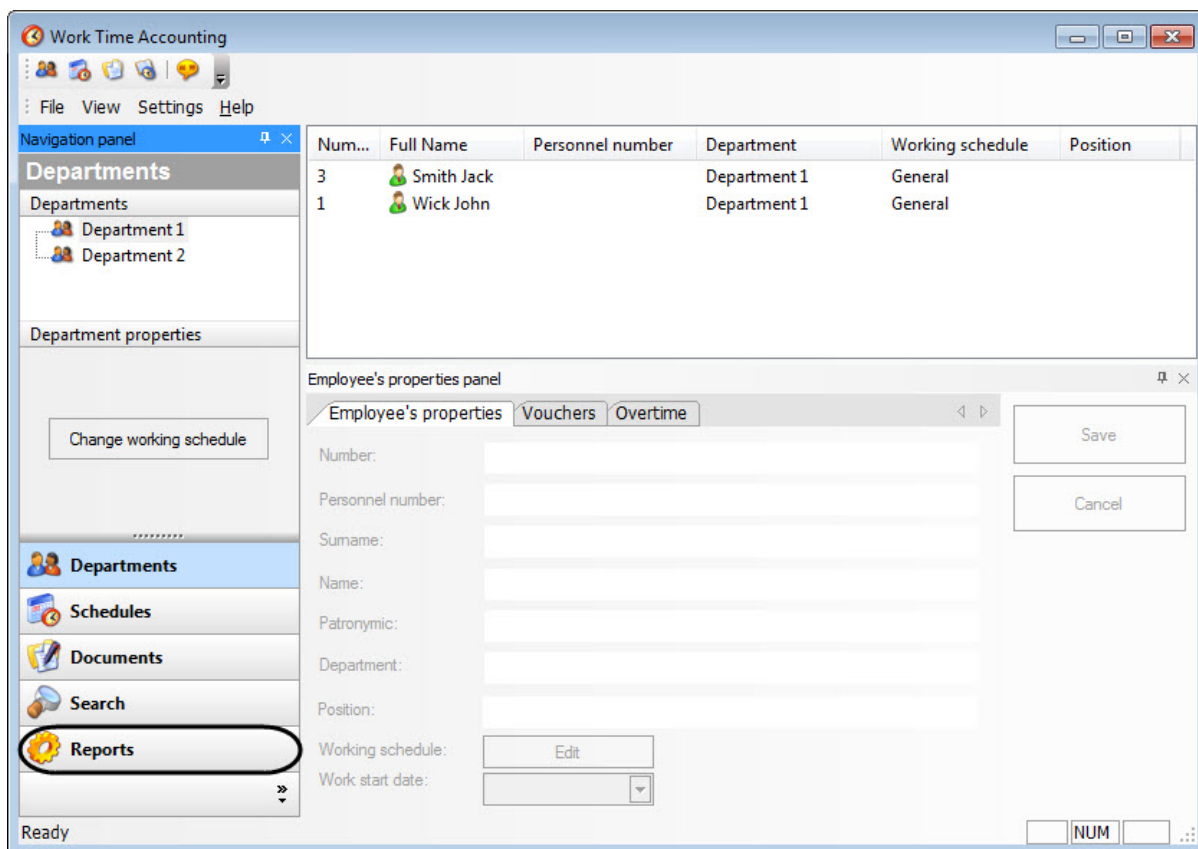 Work Time Accounting
File View Settings Help
Navigation panel
Departments
Departments
Department 1
Department 2
Department properties
Change working schedule
Departments
Schedules
Documents
Search
Reports
Num... Full Name Personnel number Department Working schedule Position
3 Smith Jack Department 1 General
1 Wick John Department 1 General
Employee's properties panel
Employee's properties Vouchers Overtime
Number:
Personnel number:
Surname:
Name:
Patronymic:
Department:
Position:
Working schedule: Edit
Work start date:
Save
Cancel
Ready NUM